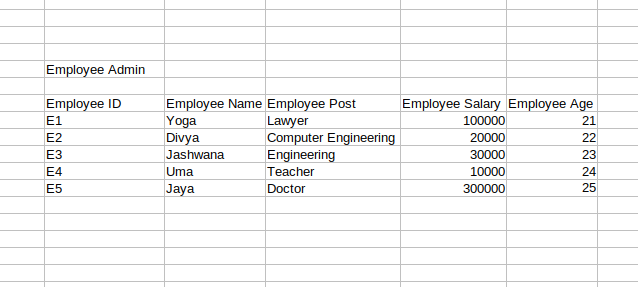 Employee Admin
Employee ID Employee Name Employee Post Employee Salary Employee Age
E1 Yoga Lawyer 100000 21
E2 Divya Computer Engineering 20000 22
E3 Jashwana Engineering 30000 23
E4 Uma Teacher 10000 24
E5 Jaya Doctor 300000 25